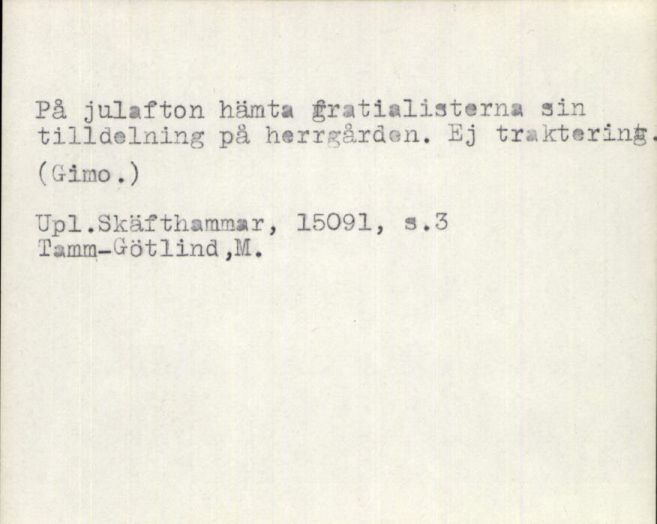 På julafton hämta gratialisterna sin
tilldelning på herrgården. Ej traktering.
(Gimo.)
Upl.Skäfthammar, 15091, s.3
Tamm-Götlind,M.